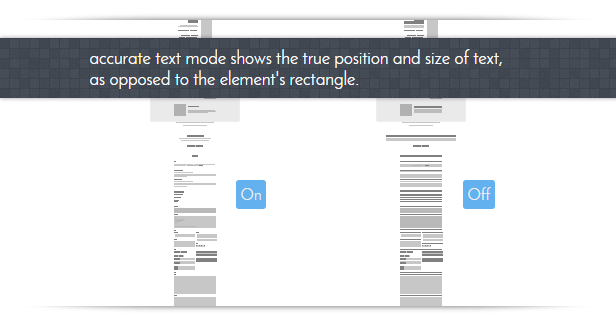 accurate text mode shows the true position and size of text,
as opposed to the element's rectangle.
On
Off